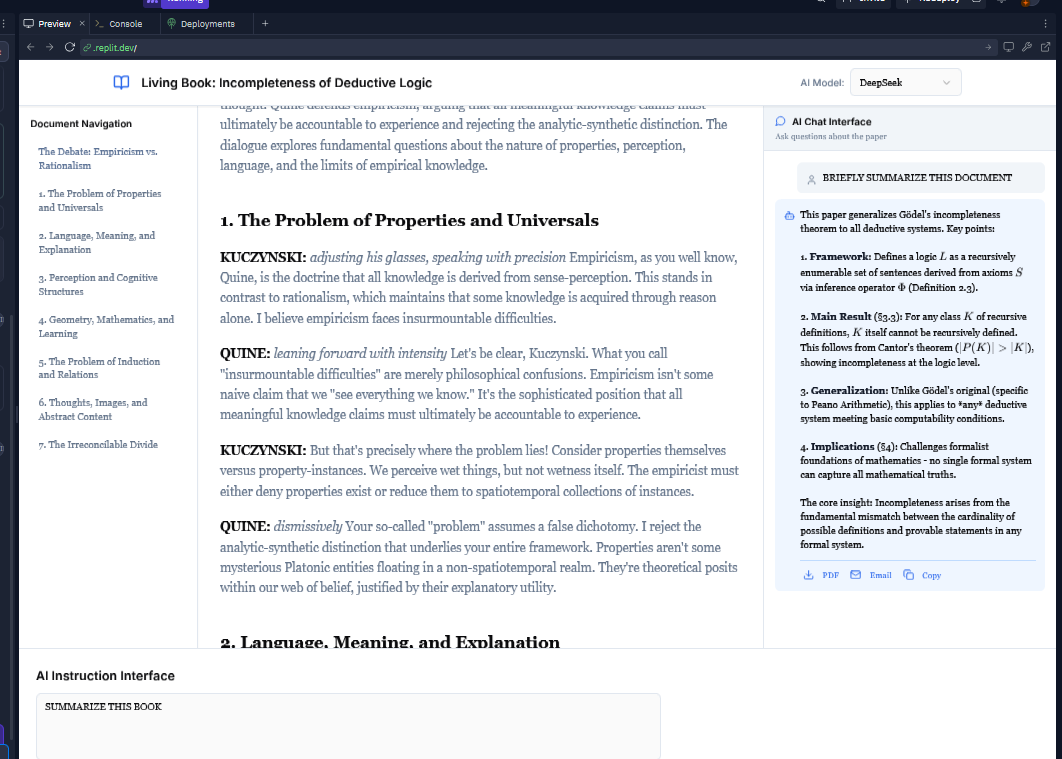 Running
Invite
Redeploy
Preview
Console
Deployments
.replit.dev/
Living Book: Incompleteness of Deductive Logic
AI Model:
DeepSeek
Document Navigation
The Debate: Empiricism vs.
Rationalism
1. The Problem of Properties
and Universals
2. Language, Meaning, and
Explanation
3. Perception and Cognitive
Structures
4. Geometry, Mathematics, and
Learning
5. The Problem of Induction
and Relations
6. Thoughts, Images, and
Abstract Content
7. The Irreconcilable Divide
thought. Quine defends empiricism, arguing that all meaningful knowledge claims must
ultimately be accountable to experience and rejecting the analytic-synthetic distinction. The
dialogue explores fundamental questions about the nature of properties, perception,
language, and the limits of empirical knowledge.
1. The Problem of Properties and Universals
KUCZYNSKI: adjusting his glasses, speaking with precision Empiricism, as you well know,
Quine, is the doctrine that all knowledge is derived from sense-perception. This stands in
contrast to rationalism, which maintains that some knowledge is acquired through reason
alone. I believe empiricism faces insurmountable difficulties.
QUINE: leaning forward with intensity Let's be clear, Kuczynski. What you call
"insurmountable difficulties" are merely philosophical confusions. Empiricism isn't some
naive claim that we "see everything we know." It's the sophisticated position that all
meaningful knowledge claims must ultimately be accountable to experience.
KUCZYNSKI: But that's precisely where the problem lies! Consider properties themselves
versus property-instances. We perceive wet things, but not wetness itself. The empiricist must
either deny properties exist or reduce them to spatiotemporal collections of instances.
QUINE: dismissively Your so-called "problem" assumes a false dichotomy. I reject the
analytic-synthetic distinction that underlies your entire framework. Properties aren't some
mysterious Platonic entities floating in a non-spatiotemporal realm. They're theoretical posits
within our web of belief, justified by their explanatory utility.
2. Language, Meaning, and Explanation
AI Chat Interface
Ask questions about the paper
BRIEFLY SUMMARIZE THIS DOCUMENT
This paper generalizes Gödel's incompleteness
theorem to all deductive systems. Key points:
1. Framework: Defines a logic L as a recursively
enumerable set of sentences derived from axioms S
via inference operator Φ (Definition 2.3).
2. Main Result (§3.3): For any class K of recursive
definitions, K itself cannot be recursively defined.
This follows from Cantor's theorem (|P(K)| > |K|),
showing incompleteness at the logic level.
3. Generalization: Unlike Gödel's original (specific
to Peano Arithmetic), this applies to *any* deductive
system meeting basic computability conditions.
4. Implications (§4): Challenges formalist
foundations of mathematics - no single formal system
can capture all mathematical truths.
The core insight: Incompleteness arises from the
fundamental mismatch between the cardinality of
possible definitions and provable statements in any
formal system.
PDF
Email
Copy
AI Instruction Interface
SUMMARIZE THIS BOOK